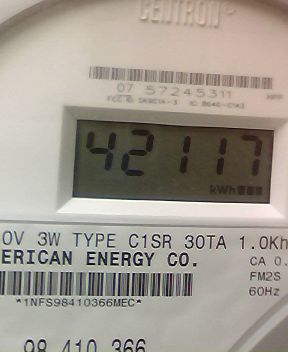 CENTRON
07 57245311
42117
kWh
0V 3W TYPE C1SR 30TA 1.0Kh
ERICAN ENERGY CO.
CA 0.
FM2S
60Hz
*1NFS98410366MEC*
98 410 366